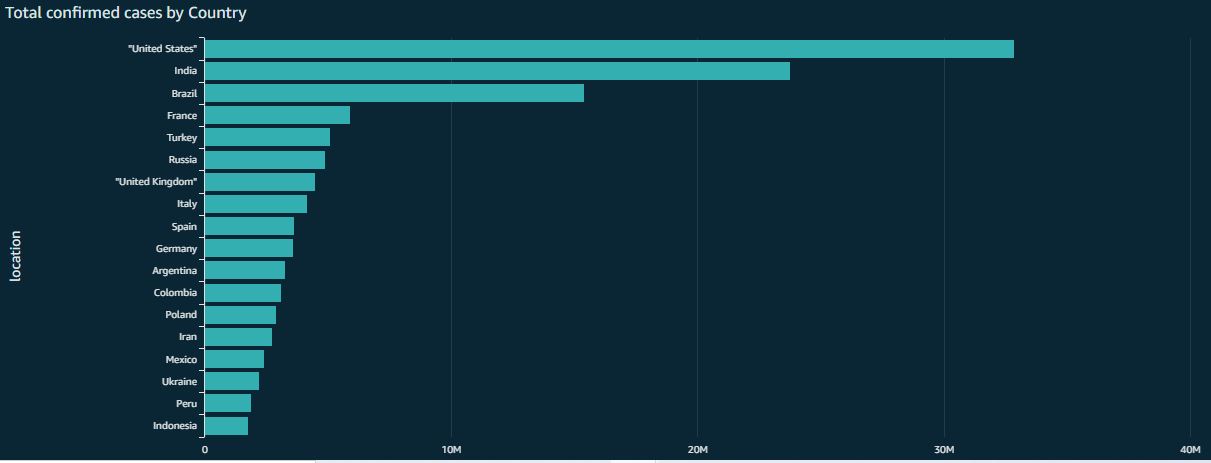 Total confirmed cases by Country
"United States"
India
Brazil
France
Turkey
Russia
"United Kingdom"
Italy
Spain
Germany
Argentina
Colombia
Poland
Iran
Mexico
Ukraine
Peru
Indonesia
location
0 10M 20M 30M 40M